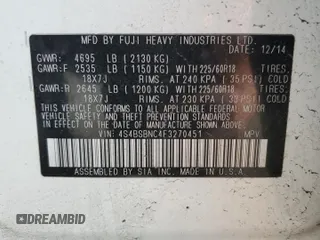 MFD BY FUJI HEAVY INDUSTRIES LTD.
DATE: 12/14
GVWR: 4695 LB (2130 KG)
GAWR:F 2535 LB (1150 KG) WITH 225/60R18 TIRES,
18X7J RIMS, AT 240 KPA (35 PSI) COLD
GAWR:R 2645 LB (1200 KG) WITH 225/60R18 TIRES,
18X7J RIMS, AT 230 KPA (33 PSI) COLD
THIS VEHICLE CONFORMS TO ALL APPLICABLE
FEDERAL MOTOR VEHICLE SAFETY STANDARDS
IN EFFECT ON THE DATE OF MANUFACTURE
SHOWN ABOVE.
VIN: 4S4BSBNC4F3270451 MPV
ASSEMBLED BY SIA INC. MADE IN U.S.A.
DREAMBID